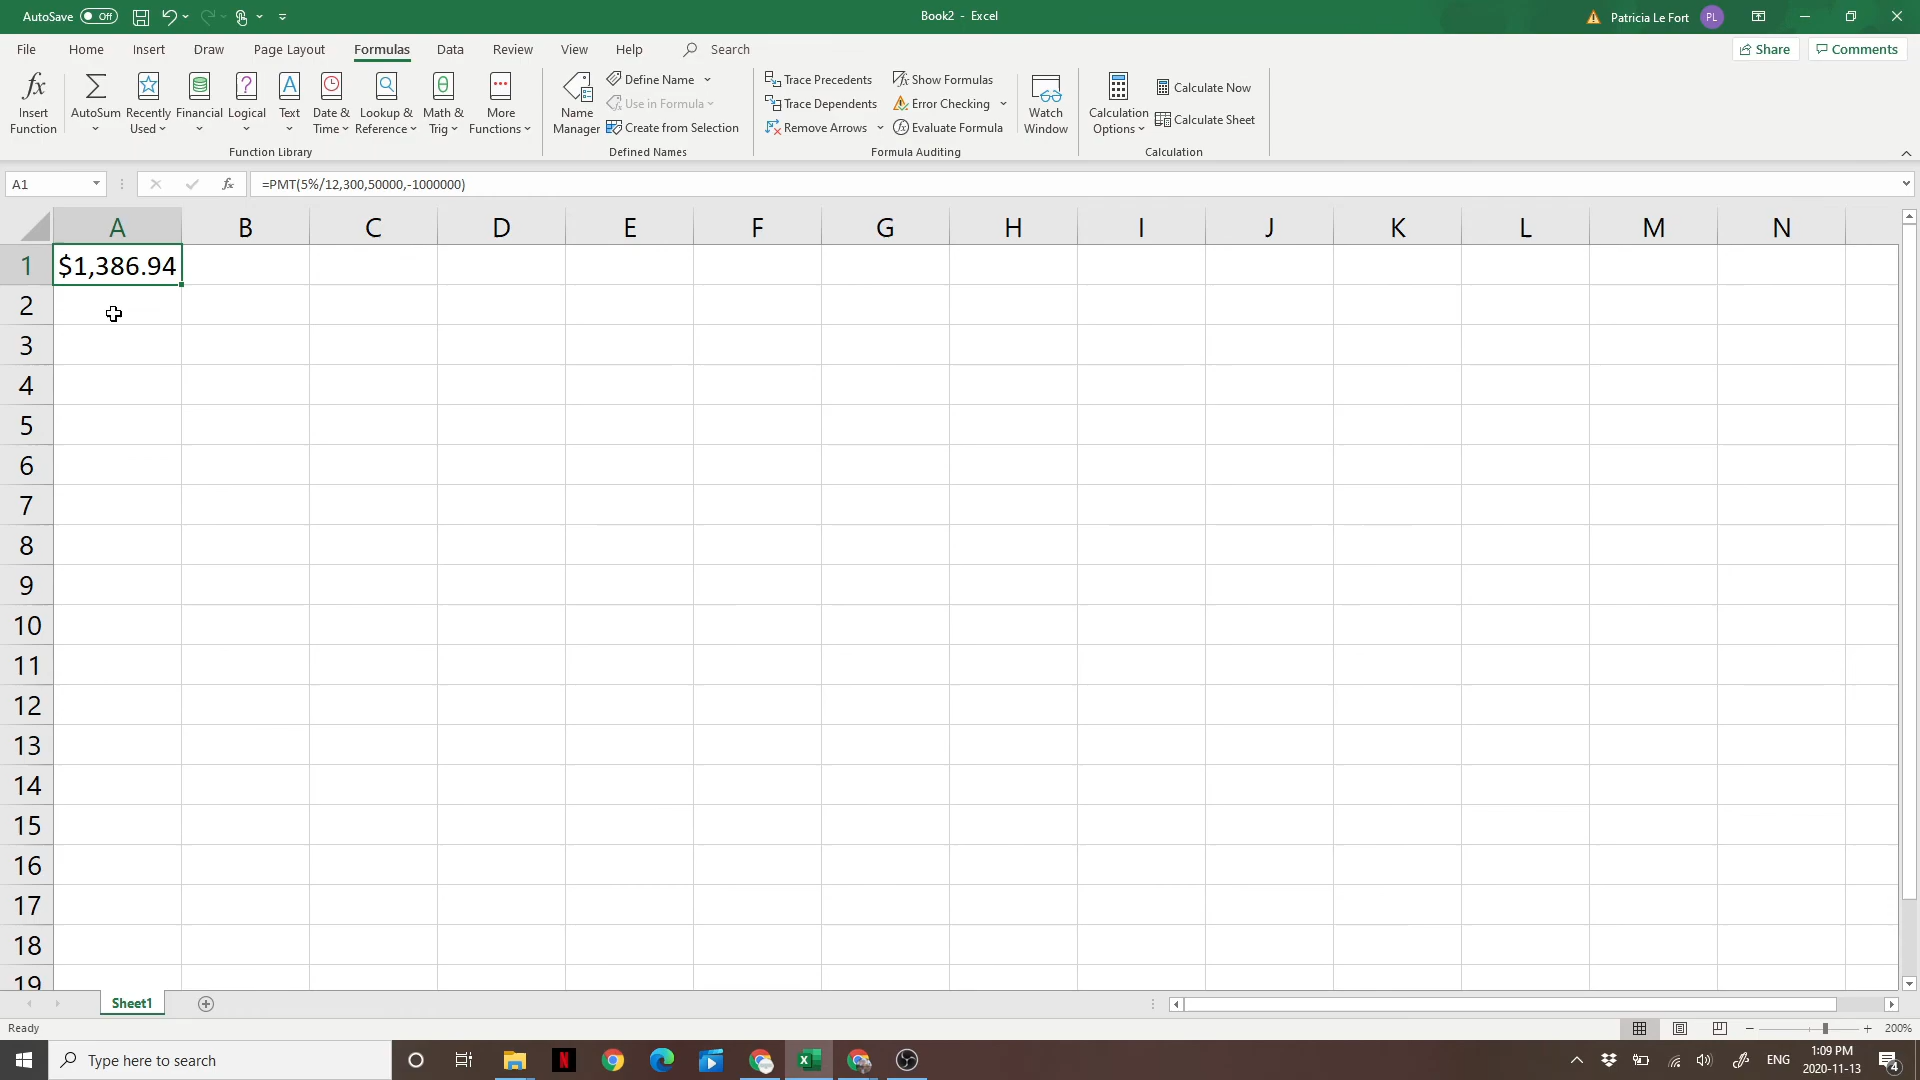 AutoSave Off Book2 - Excel Patricia Le Fort PL
File Home Insert Draw Page Layout Formulas Data Review View Help Search Share Comments
Insert Function AutoSum Recently Used Financial Logical Text Date & Time Lookup & Reference Math & Trig More Functions
Function Library
Name Manager Define Name Use in Formula Create from Selection
Defined Names
Trace Precedents Trace Dependents Remove Arrows Show Formulas Error Checking Evaluate Formula Watch Window
Formula Auditing
Calculation Options Calculate Now Calculate Sheet
Calculation
A1 fx =PMT(5%/12,300,50000,-1000000)
A B C D E F G H I J K L M N
1 $1,386.94
2
3
4
5
6
7
8
9
10
11
12
13
14
15
16
17
18
19
Sheet1
Ready 200%
Type here to search ENG 1:09 PM
2020-11-13 4